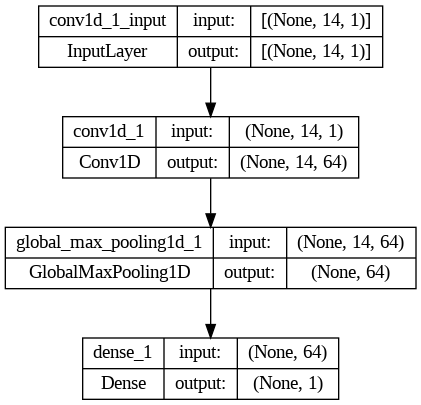 conv1d_1_input input: [(None, 14, 1)]
InputLayer output: [(None, 14, 1)]
conv1d_1 input: (None, 14, 1)
Conv1D output: (None, 14, 64)
global_max_pooling1d_1 input: (None, 14, 64)
GlobalMaxPooling1D output: (None, 64)
dense_1 input: (None, 64)
Dense output: (None, 1)